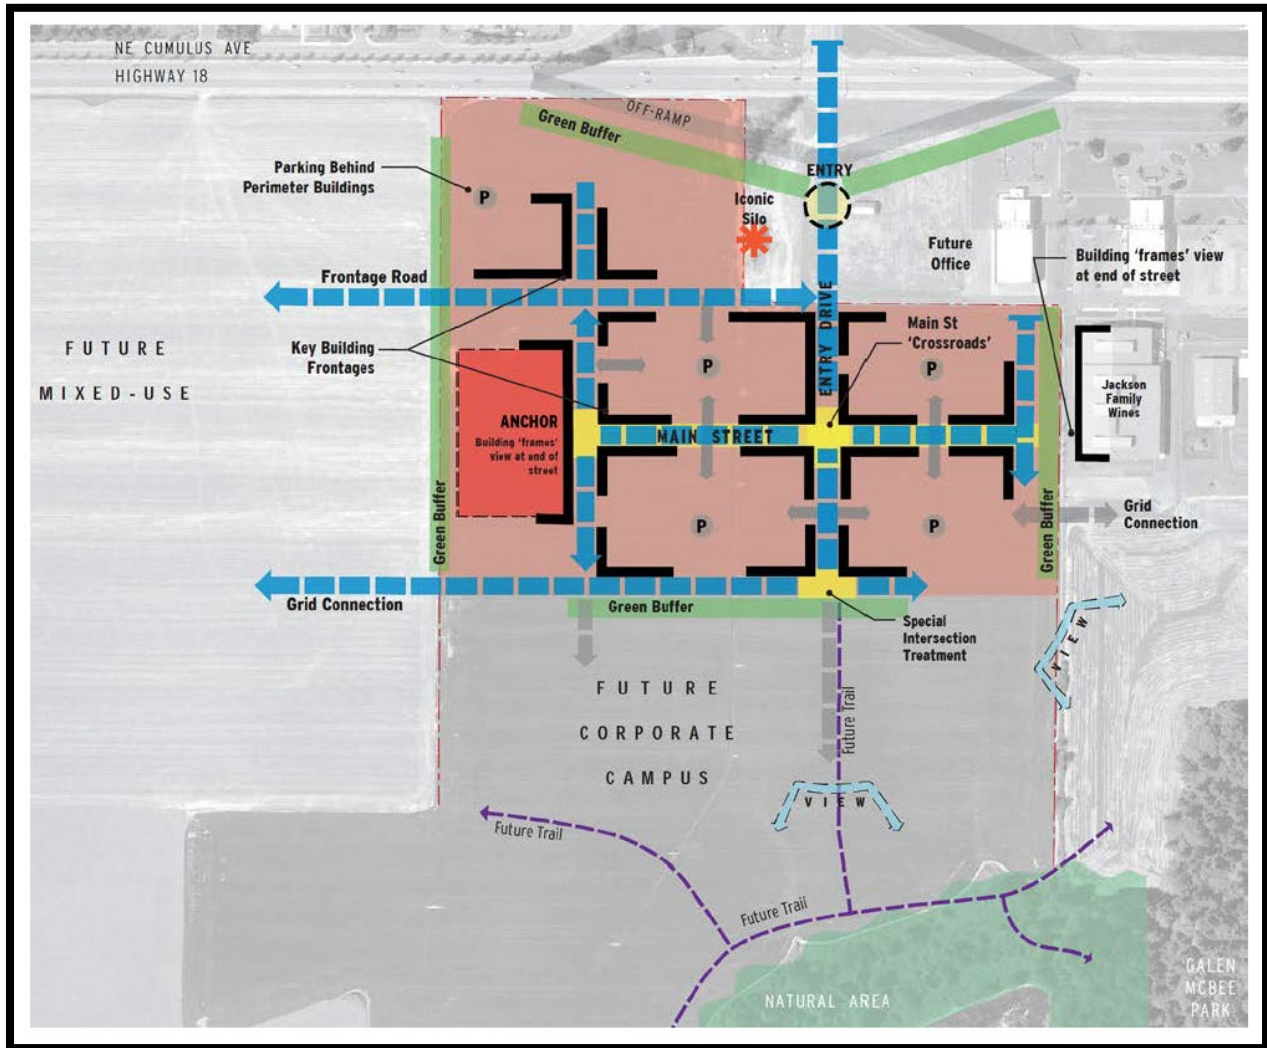 NE CUMULUS AVE
HIGHWAY 18
OFF-RAMP
Green Buffer
Parking Behind
Perimeter Buildings
P
ENTRY
Iconic
Silo
Future
Office
Building ‘frames’ view
at end of street
Frontage Road
ENTRY DRIVE
Main St
‘Crossroads’
FUTURE
MIXED-USE
Key Building
Frontages
P
P
Jackson
Family
Wines
ANCHOR
Building ‘frames’
view at end of
street
MAIN STREET
Green Buffer
P
P
Green Buffer
Grid
Connection
Grid Connection
Green Buffer
Special
Intersection
Treatment
VIEW
FUTURE
CORPORATE
CAMPUS
Future Trail
VIEW
Future Trail
Future Trail
NATURAL AREA
GALEN
MCBEE
PARK